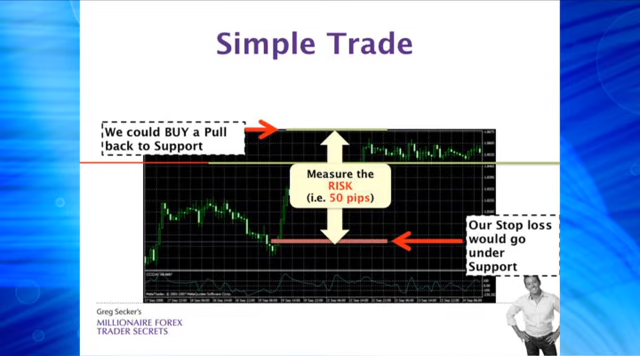 Simple Trade
We could BUY a Pull
back to Support
Measure the
RISK
(i.e. 50 pips)
Our Stop loss
would go
under
Support
Greg Secker's
MILLIONAIRE FOREX
TRADER SECRETS